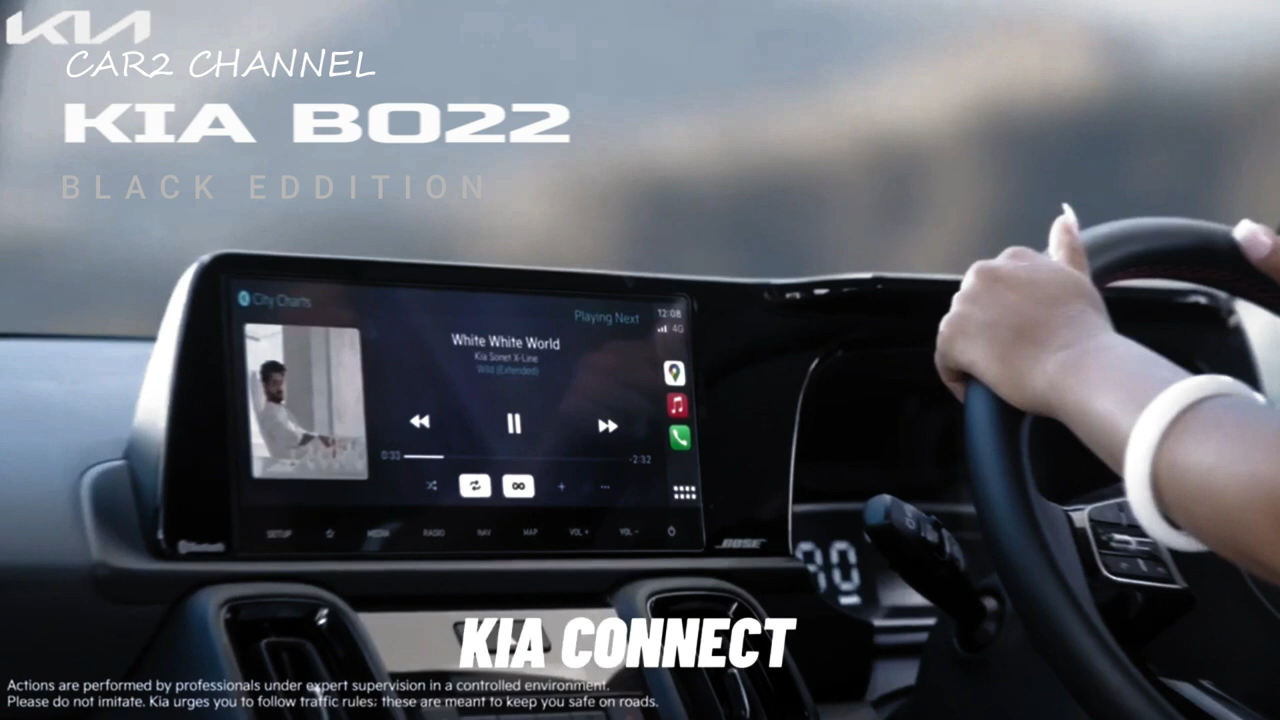 KIA
CAR2 CHANNEL
KIA BO22
BLACK EDDITION
City Charts
Playing Next
12:08
4G
White White World
Kia Sonet X-Line
Wild (Extended)
0:33
-2:32
SETUP
MEDIA
RADIO
NAV
MAP
VOL +
VOL -
BOSE
90
KIA CONNECT
Actions are performed by professionals under expert supervision in a controlled environment.
Please do not imitate. Kia urges you to follow traffic rules; these are meant to keep you safe on roads.